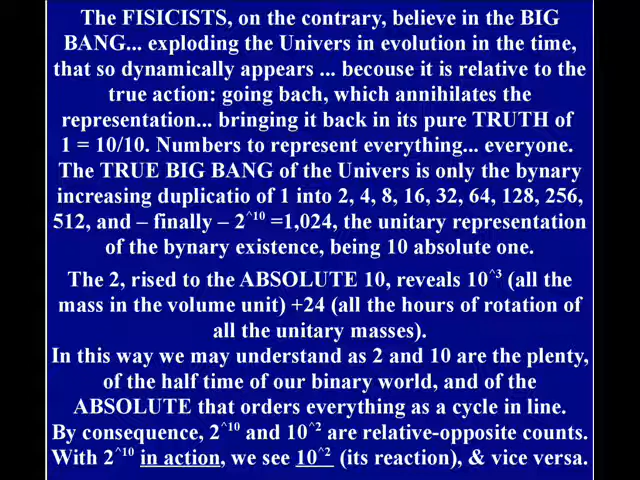 The FISICISTS, on the contrary, believe in the BIG
BANG... exploding the Univers in evolution in the time,
that so dynamically appears ... becouse it is relative to the
true action: going bach, which annihilates the
representation... bringing it back in its pure TRUTH of
1 = 10/10. Numbers to represent everything... everyone.
The TRUE BIG BANG of the Univers is only the bynary
increasing duplicatio of 1 into 2, 4, 8, 16, 32, 64, 128, 256,
512, and – finally – 2^10 =1,024, the unitary representation
of the bynary existence, being 10 absolute one.
The 2, rised to the ABSOLUTE 10, reveals 10^3 (all the
mass in the volume unit) +24 (all the hours of rotation of
all the unitary masses).
In this way we may understand as 2 and 10 are the plenty,
of the half time of our binary world, and of the
ABSOLUTE that orders everything as a cycle in line.
By consequence, 2^10 and 10^2 are relative-opposite counts.
With 2^10 in action, we see 10^2 (its reaction), & vice versa.